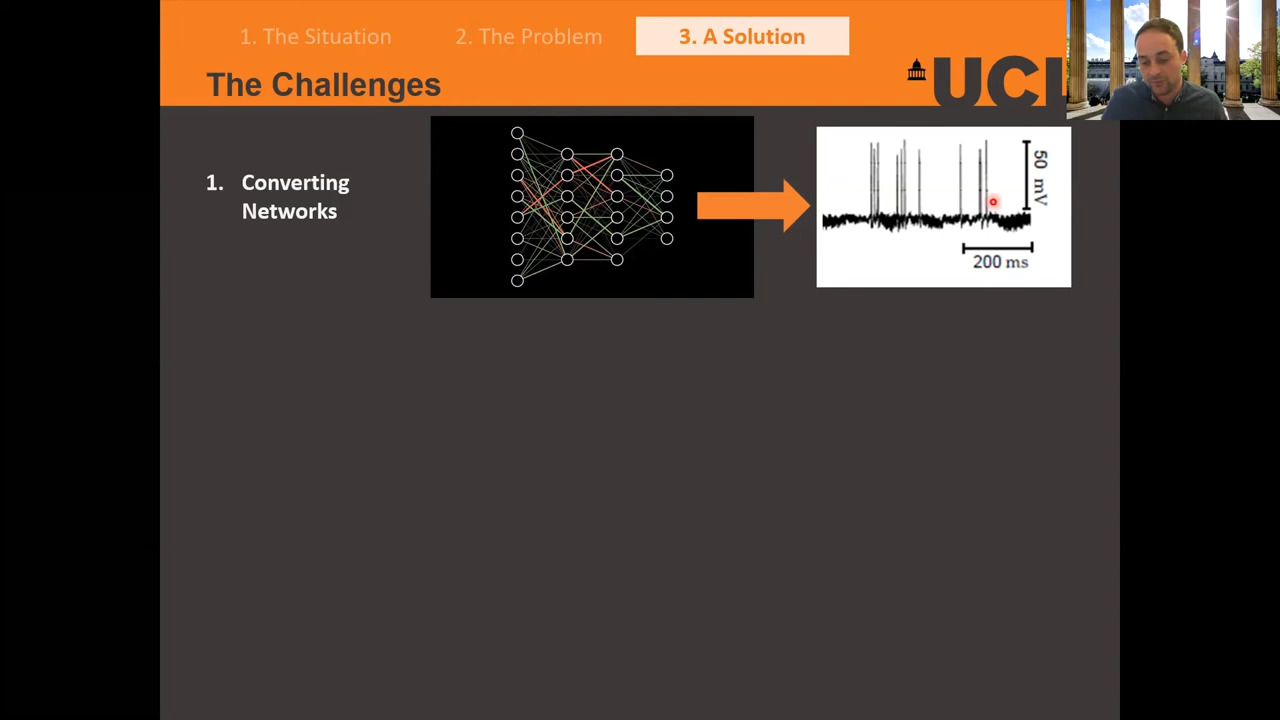 1. The Situation
2. The Problem
3. A Solution
The Challenges
UCL
1. Converting
Networks
50 mV
200 ms